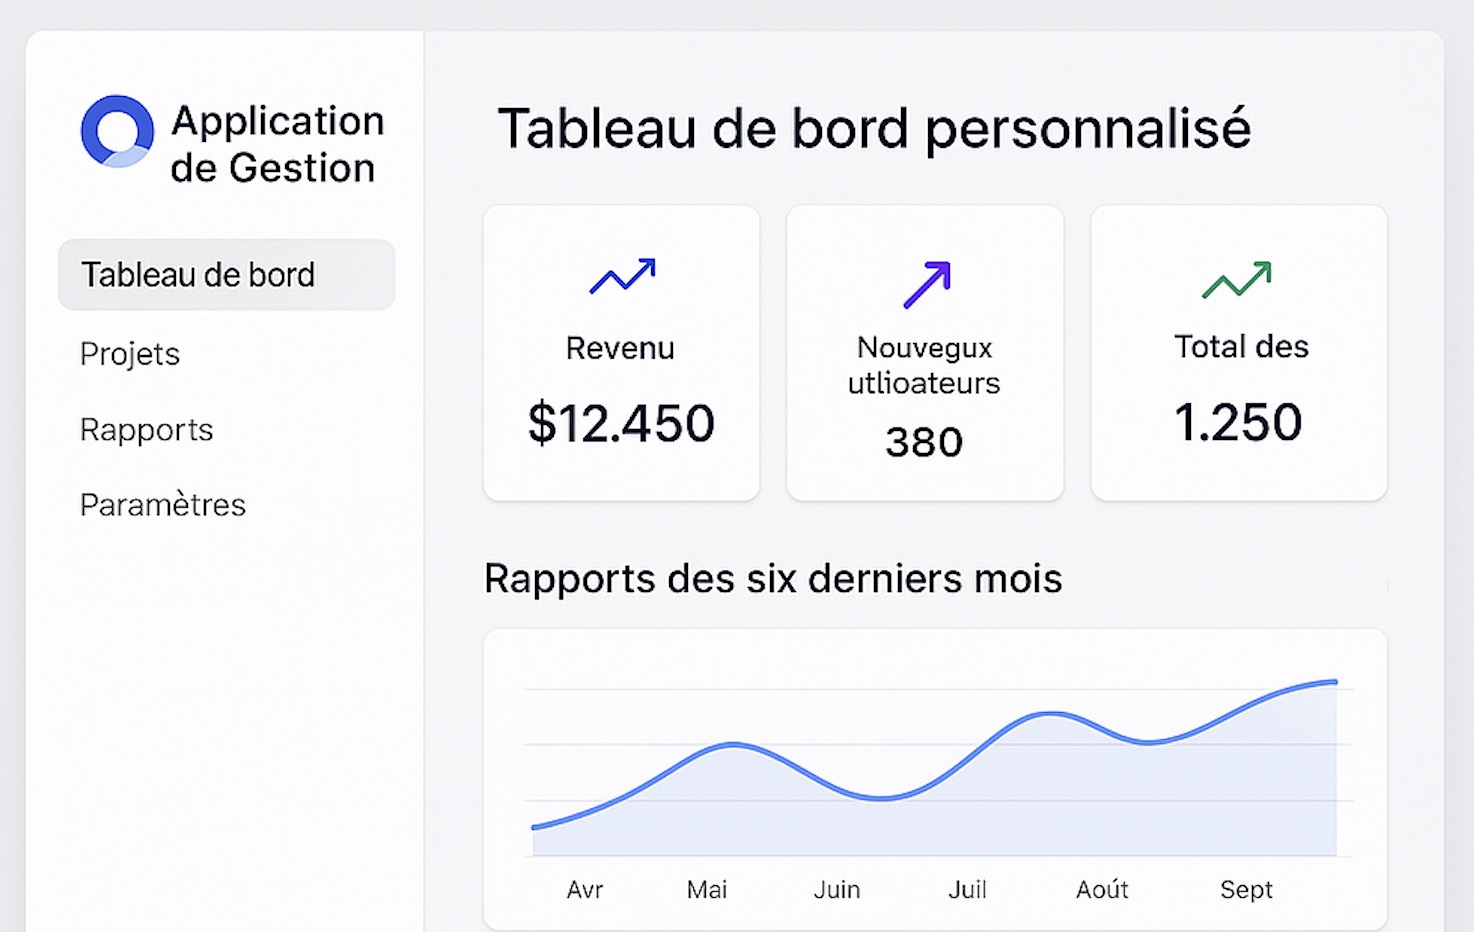 Application
de Gestion
Tableau de bord
Projets
Rapports
Paramètres
Tableau de bord personnalisé
Revenu
$12.450
Nouvegux
utlioateurs
380
Total des
1.250
Rapports des six derniers mois
Avr
Mai
Juin
Juil
Aoút
Sept